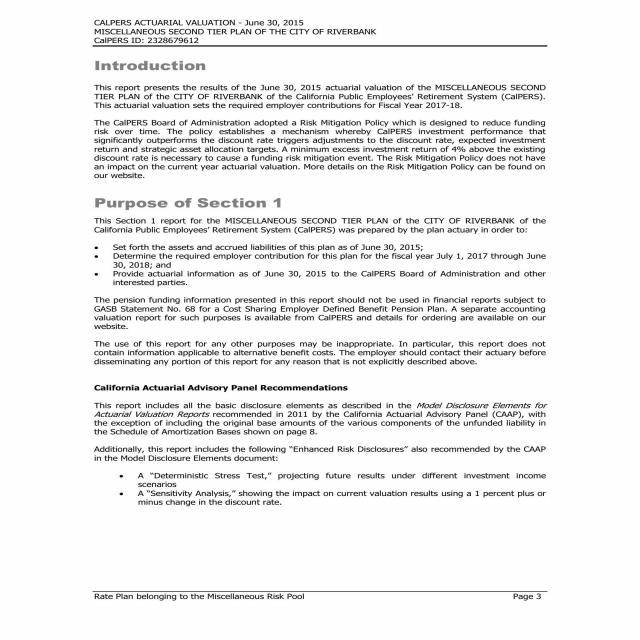 CALPERS ACTUARIAL VALUATION - June 30, 2015
MISCELLANEOUS SECOND TIER PLAN OF THE CITY OF RIVERBANK
CalPERS ID: 2328679612
Introduction
This report presents the results of the June 30, 2015 actuarial valuation of the MISCELLANEOUS SECOND
TIER PLAN of the CITY OF RIVERBANK of the California Public Employees' Retirement System (CalPERS).
This actuarial valuation sets the required employer contributions for Fiscal Year 2017-18.
The CalPERS Board of Administration adopted a Risk Mitigation Policy which is designed to reduce funding
risk over time. The policy establishes a mechanism whereby CalPERS investment performance that
significantly outperforms the discount rate triggers adjustments to the discount rate, expected investment
return and strategic asset allocation targets. A minimum excess investment return of 4% above the existing
discount rate is necessary to cause a funding risk mitigation event. The Risk Mitigation Policy does not have
an impact on the current year actuarial valuation. More details on the Risk Mitigation Policy can be found on
our website.
Purpose of Section 1
This Section 1 report for the MISCELLANEOUS SECOND TIER PLAN of the CITY OF RIVERBANK of the
California Public Employees' Retirement System (CalPERS) was prepared by the plan actuary in order to:
• Set forth the assets and accrued liabilities of this plan as of June 30, 2015;
• Determine the required employer contribution for this plan for the fiscal year July 1, 2017 through June
30, 2018; and
• Provide actuarial information as of June 30, 2015 to the CalPERS Board of Administration and other
interested parties.
The pension funding information presented in this report should not be used in financial reports subject to
GASB Statement No. 68 for a Cost Sharing Employer Defined Benefit Pension Plan. A separate accounting
valuation report for such purposes is available from CalPERS and details for ordering are available on our
website.
The use of this report for any other purposes may be inappropriate. In particular, this report does not
contain information applicable to alternative benefit costs. The employer should contact their actuary before
disseminating any portion of this report for any reason that is not explicitly described above.
California Actuarial Advisory Panel Recommendations
This report includes all the basic disclosure elements as described in the Model Disclosure Elements for
Actuarial Valuation Reports recommended in 2011 by the California Actuarial Advisory Panel (CAAP), with
the exception of including the original base amounts of the various components of the unfunded liability in
the Schedule of Amortization Bases shown on page 8.
Additionally, this report includes the following "Enhanced Risk Disclosures" also recommended by the CAAP
in the Model Disclosure Elements document:
• A "Deterministic Stress Test," projecting future results under different investment income
scenarios
• A "Sensitivity Analysis," showing the impact on current valuation results using a 1 percent plus or
minus change in the discount rate.
Rate Plan belonging to the Miscellaneous Risk Pool Page 3